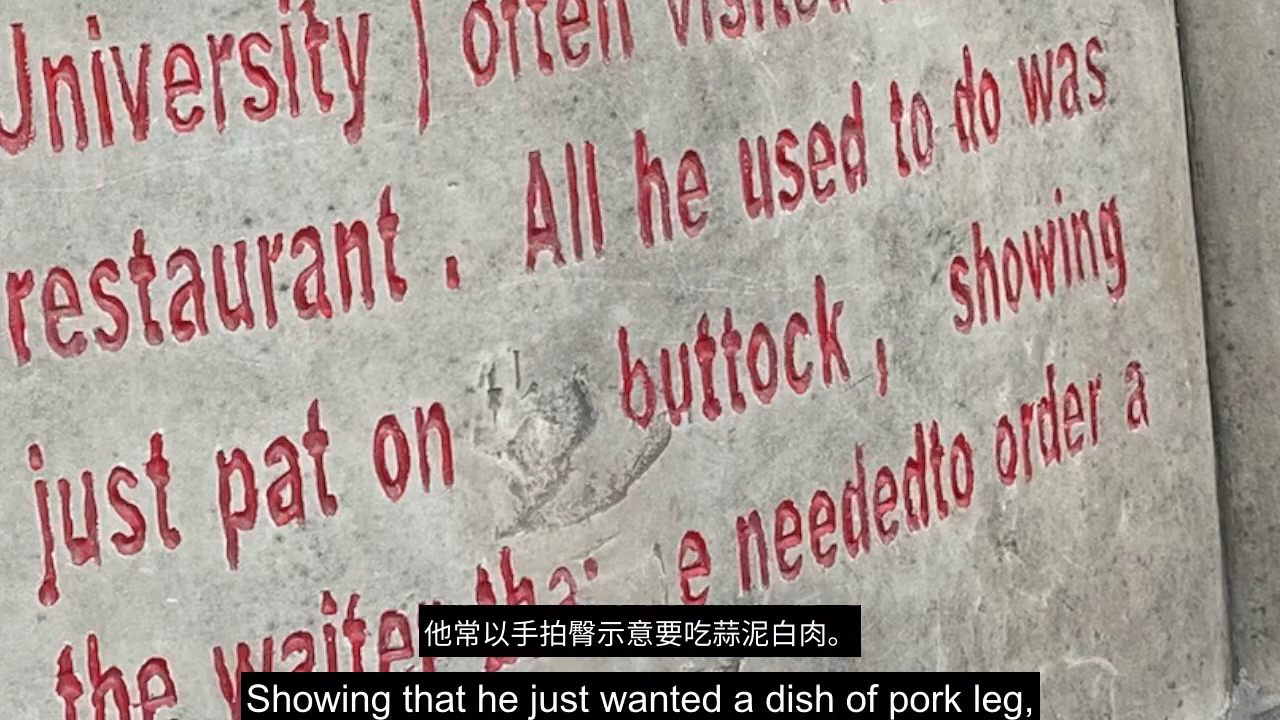 University ) often visited
restaurant . All he used to do was
just pat on buttock , showing
the waiter e neededto order a
他常以手拍臀示意要吃蒜泥白肉。
Showing that he just wanted a dish of pork leg,